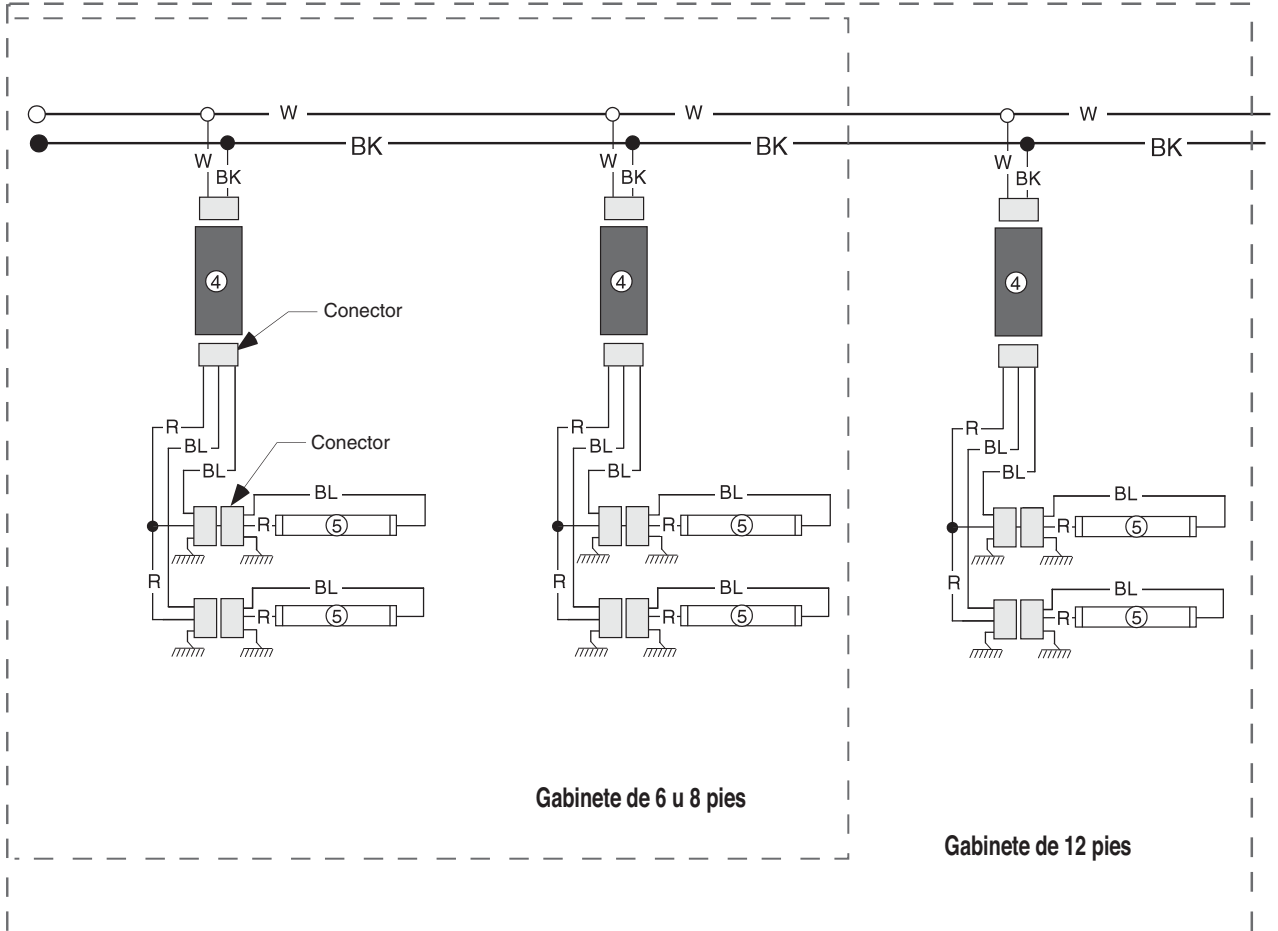 W W W
BK BK BK
W W W
BK BK BK
4 4 4
Conector
R R R
BL BL BL
Conector
BL BL BL
BL BL BL
R 5 R 5 R 5
R R R
BL BL BL
R 5 R 5 R 5
Gabinete de 6 u 8 pies
Gabinete de 12 pies